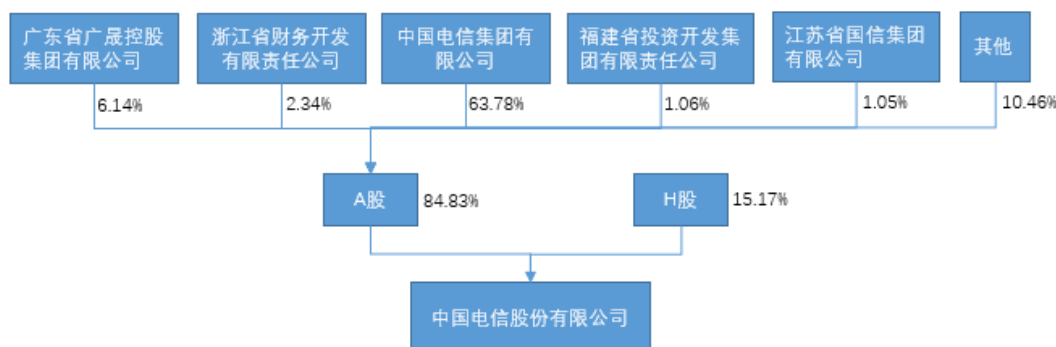 广东省广晟控股
集团有限公司
浙江省财务开发
有限责任公司
中国电信集团有
限公司
福建省投资开发集
团有限责任公司
江苏省国信集团
有限公司
其他
6.14%
2.34%
63.78%
1.06%
1.05%
10.46%
A股
84.83%
H股
15.17%
中国电信股份有限公司